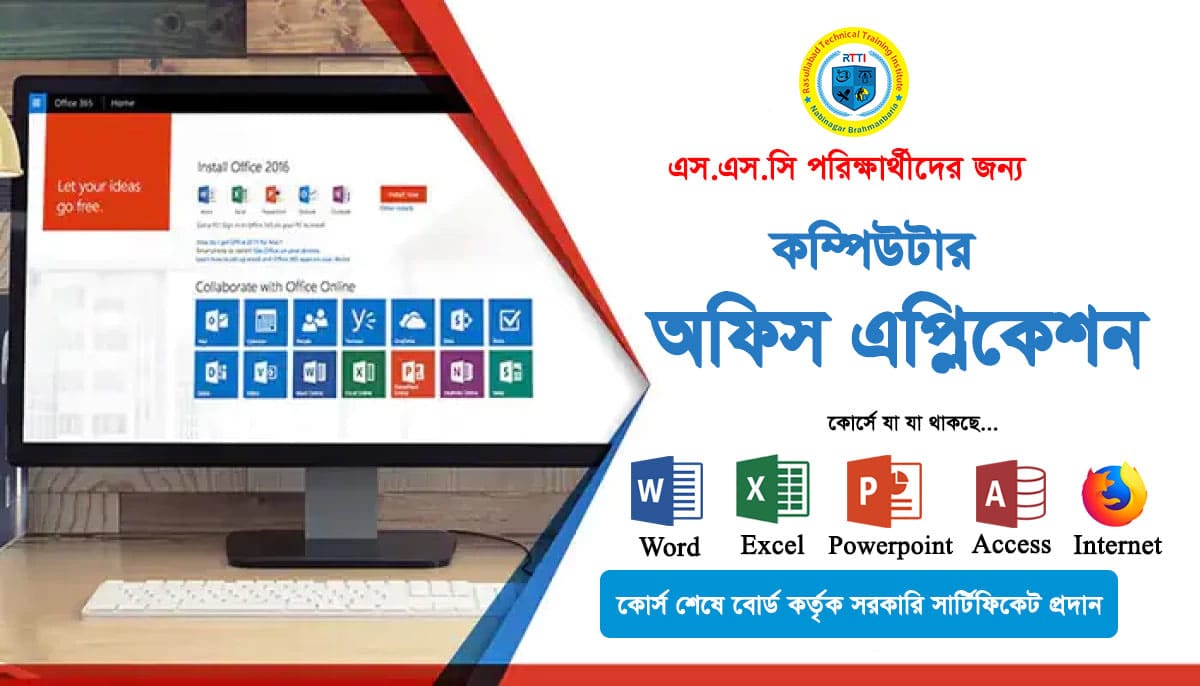 Office 365 | Home
Let your ideas
go free.
Install Office 2016
Install now
Collaborate with Office Online
Rasullabad Technical Training Institute
RTTI
Nabinagar Brahmanbaria
এস.এস.সি পরিক্ষার্থীদের জন্য
কম্পিউটার
অফিস এপ্লিকেশন
কোর্সে যা যা থাকছে...
Word Excel Powerpoint Access Internet
কোর্স শেষে বোর্ড কর্তৃক সরকারি সার্টিফিকেট প্রদান